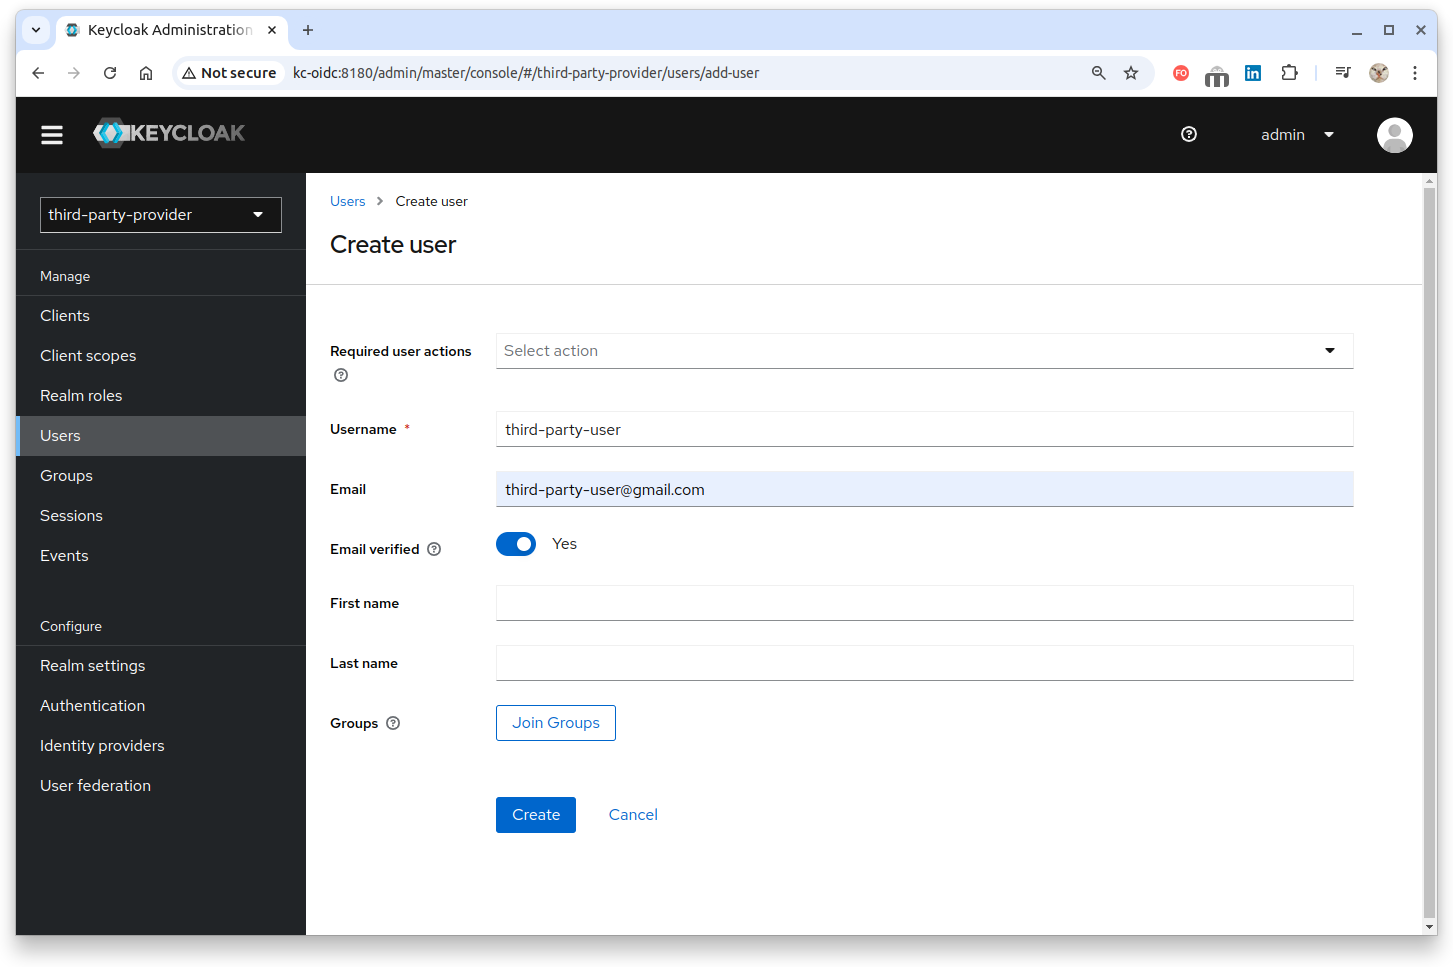 Keycloak Administration
Not secure
kc-oidc:8180/admin/master/console/#/third-party-provider/users/add-user
FO
in
KEYCLOAK
admin
third-party-provider
Manage
Clients
Client scopes
Realm roles
Users
Groups
Sessions
Events
Configure
Realm settings
Authentication
Identity providers
User federation
Users > Create user
Create user
Required user actions
Select action
Username *
third-party-user
Email
third-party-user@gmail.com
Email verified
Yes
First name
Last name
Groups
Join Groups
Create
Cancel